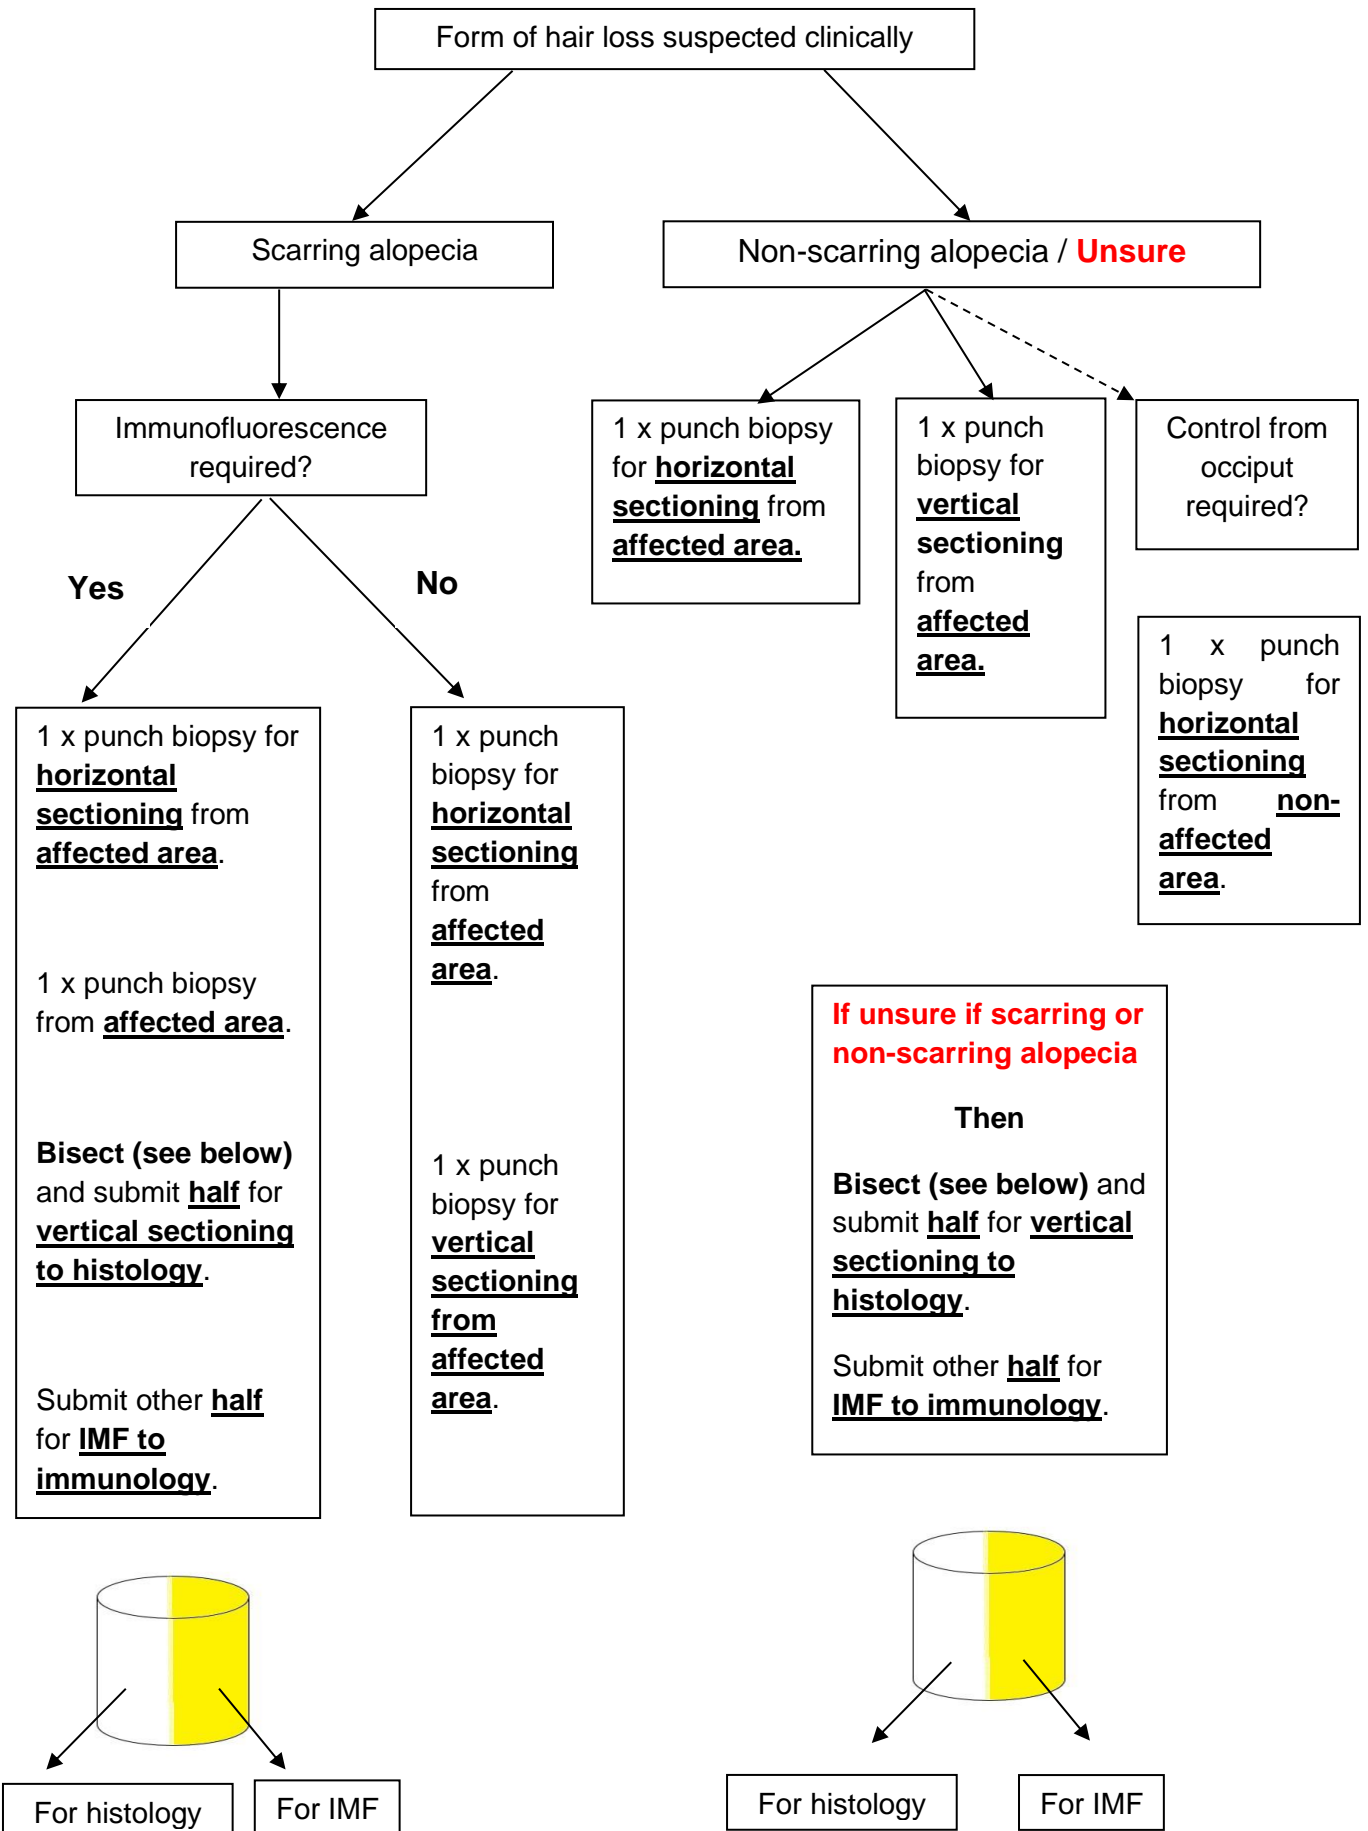 Form of hair loss suspected clinically
Scarring alopecia
Non-scarring alopecia / Unsure
Immunofluorescence
required?
1 x punch biopsy
for horizontal
sectioning from
affected area.
1 x punch
biopsy for
vertical
sectioning
from
affected
area.
Control from
occiput
required?
Yes
No
1 x punch
biopsy for
horizontal
sectioning
from non-
affected
area.
1 x punch biopsy for
horizontal
sectioning from
affected area.
1 x punch biopsy
from affected area.
Bisect (see below)
and submit half for
vertical sectioning
to histology.
Submit other half
for IMF to
immunology.
1 x punch
biopsy for
horizontal
sectioning
from
affected
area.
1 x punch
biopsy for
vertical
sectioning
from
affected
area.
If unsure if scarring or
non-scarring alopecia
Then
Bisect (see below) and
submit half for vertical
sectioning to
histology.
Submit other half for
IMF to immunology.
For histology
For IMF
For histology
For IMF